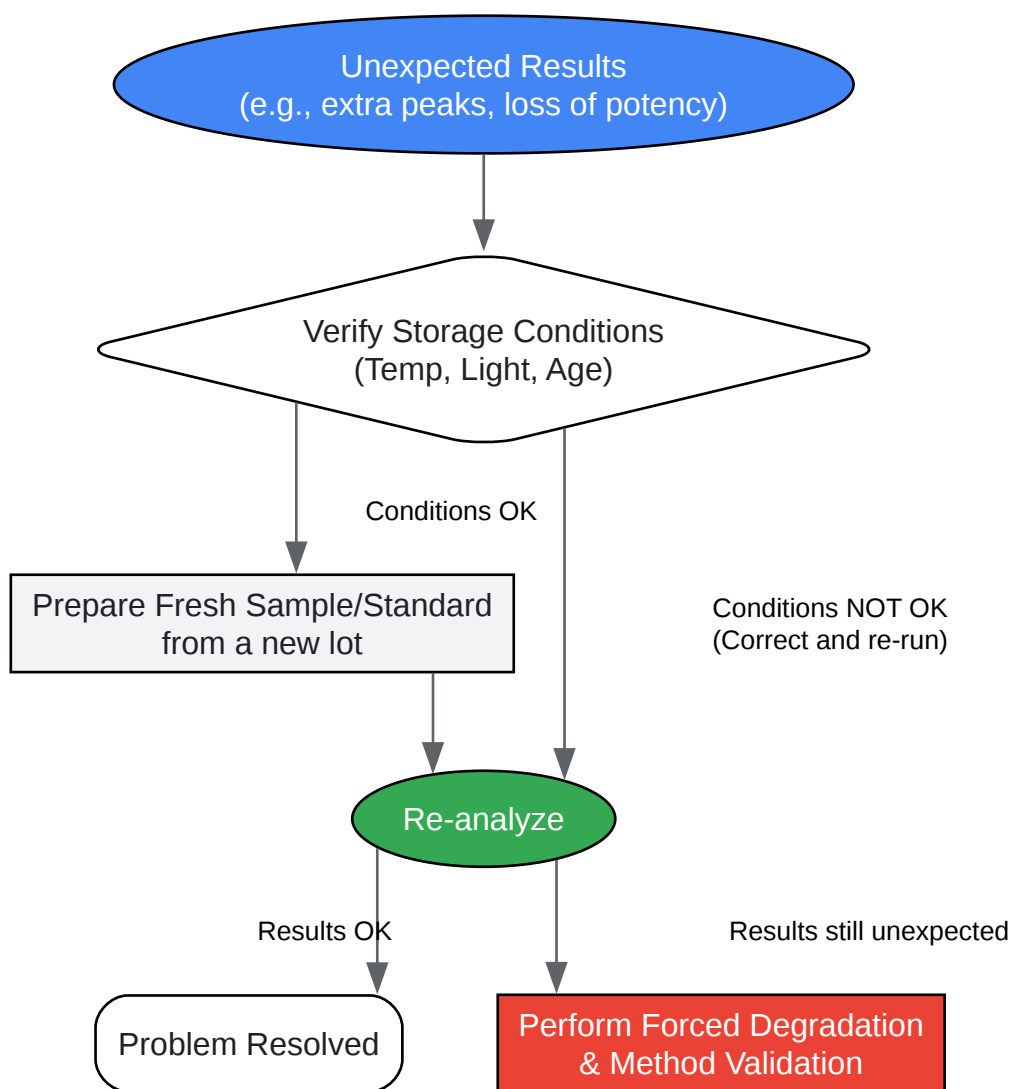 Unexpected Results
(e.g., extra peaks, loss of potency)
Verify Storage Conditions
(Temp, Light, Age)
Conditions OK
Prepare Fresh Sample/Standard
from a new lot
Conditions NOT OK
(Correct and re-run)
Re-analyze
Results OK
Results still unexpected
Problem Resolved
Perform Forced Degradation
& Method Validation